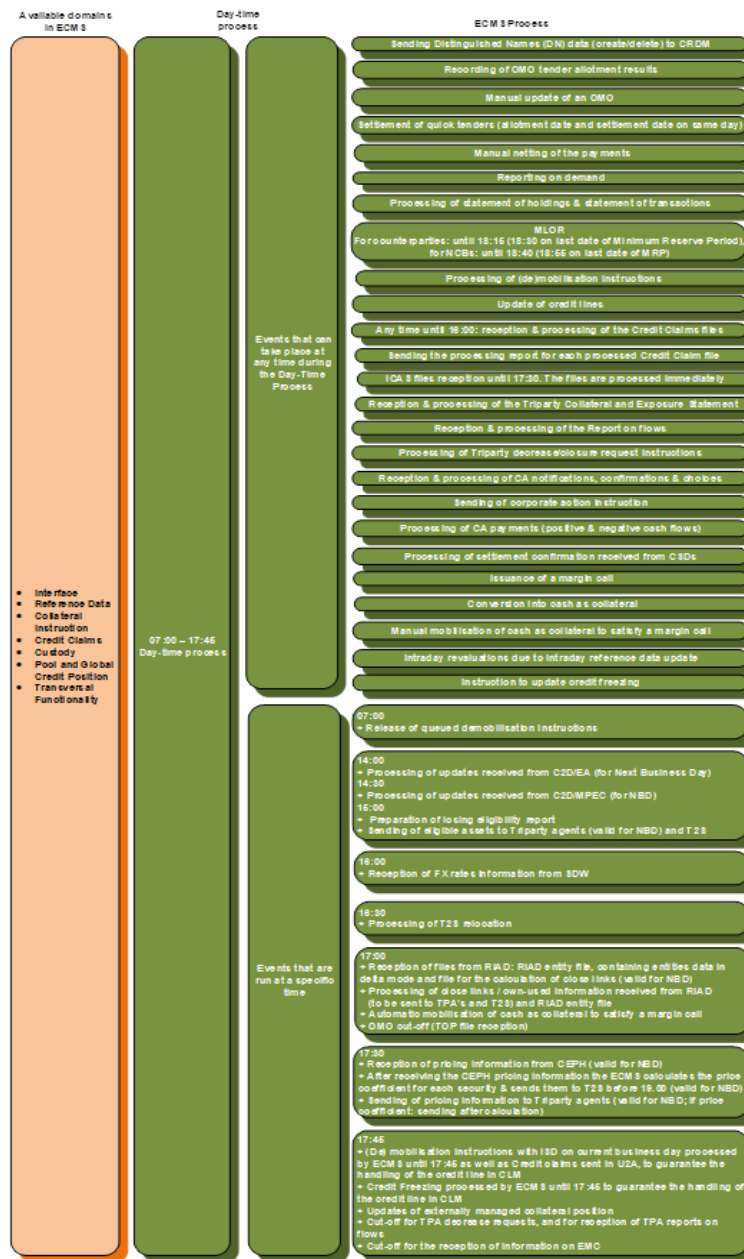 Available domains
in ECMS
Day-time
process
ECMS Process
Interface
Reference Data
Collateral
Instruction
Credit Claims
Custody
Pool and Global
Credit Position
Transversal
Functionality
07:00 – 17:45
Day-time process
Events that can
take place at
any time during
the Day-Time
Process
Sending Distinguished Names (DN) data (create/delete) to CRDM
Recording of OMO tender allotment results
Manual update of an OMO
Settlement of quick tenders (allotment date and settlement date on same day)
Manual netting of the payments
Reporting on demand
Processing of statement of holdings & statement of transactions
MLOR
For counterparties: until 18:15 (18:30 on last date of Minimum Reserve Period),
for NCBs: until 18:40 (18:55 on last date of MRP)
Processing of (de)mobilisation instructions
Update of credit lines
Any time until 16:00: reception & processing of the Credit Claims files
Sending the processing report for each processed Credit Claim file
ICAS files reception until 17:30. The files are processed immediately
Reception & processing of the Triparty Collateral and Exposure Statement
Reception & processing of the Report on flows
Processing of Triparty decrease/closure request instructions
Reception & processing of CA notifications, confirmations & choices
Sending of corporate action instruction
Processing of CA payments (positive & negative cash flows)
Processing of settlement confirmation received from CSDs
Issuance of a margin call
Conversion into cash as collateral
Manual mobilisation of cash as collateral to satisfy a margin call
Intraday revaluations due to intraday reference data update
Instruction to update credit freezing
Events that are
run at a specific
time
07:00
+ Release of queued demobilisation instructions
14:00
+ Processing of updates received from C2D/EA (for Next Business Day)
14:30
+ Processing of updates received from C2D/MPEC (for NBD)
15:00
+ Preparation of losing eligibility report
+ Sending of eligible assets to Triparty agents (valid for NBD) and T2S
16:00
+ Reception of FX rates information from SDW
16:30
+ Processing of T2S relocation
17:00
+ Reception of files from RIAD: RIAD entity file, containing entities data in
delta mode and file for the calculation of close links (valid for NBD)
+ Processing of close links / own-used information received from RIAD
(to be sent to TPA's and T2S) and RIAD entity file
+ Automatic mobilisation of cash as collateral to satisfy a margin call
+ OMO cut-off (TOP file reception)
17:30
+ Reception of pricing information from CEPH (valid for NBD)
+ After receiving the CEPH pricing information the ECMS calculates the price
coefficient for each security & sends them to T2S before 19.00 (valid for NBD)
+ Sending of pricing information to Triparty agents (valid for NBD; if price
coefficient: sending after calculation)
17:45
+ (De) mobilisation instructions with ISD on current business day processed
by ECMS until 17:45 as well as Credit claims sent in U2A, to guarantee the
handling of the credit line in CLM
+ Credit Freezing processed by ECMS until 17:45 to guarantee the handling of
the credit line in CLM
+ Updates of externally managed collateral position
+ Cut-off for TPA decrease requests, and for reception of TPA reports on
flows
+ Cut-off for the reception of information on EMC